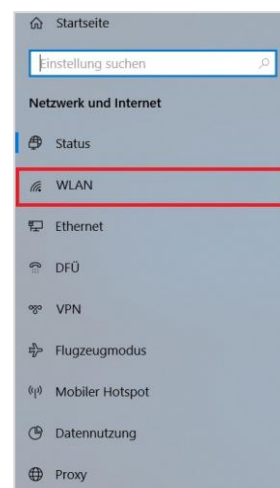 Startseite
Einstellung suchen
Netzwerk und Internet
Status
WLAN
Ethernet
DFÜ
VPN
Flugzeugmodus
Mobiler Hotspot
Datennutzung
Proxy